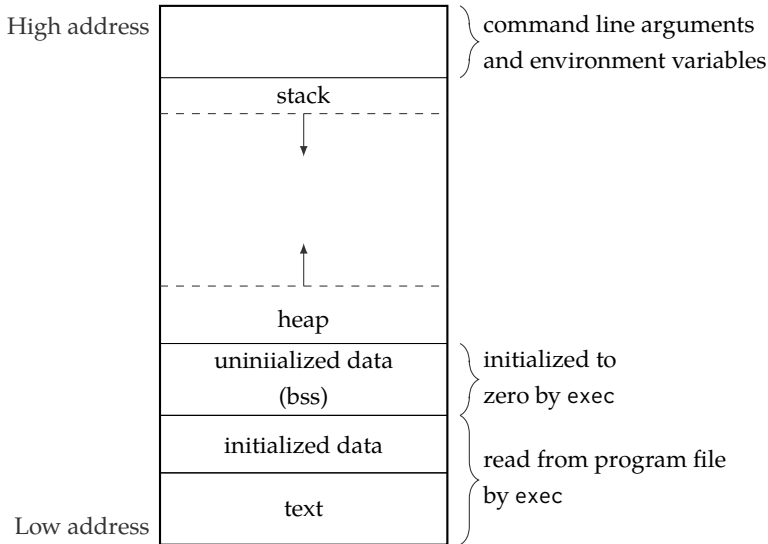 High address
command line arguments
and environment variables
stack
heap
uniniialized data
(bss)
initialized to
zero by exec
initialized data
read from program file
by exec
text
Low address